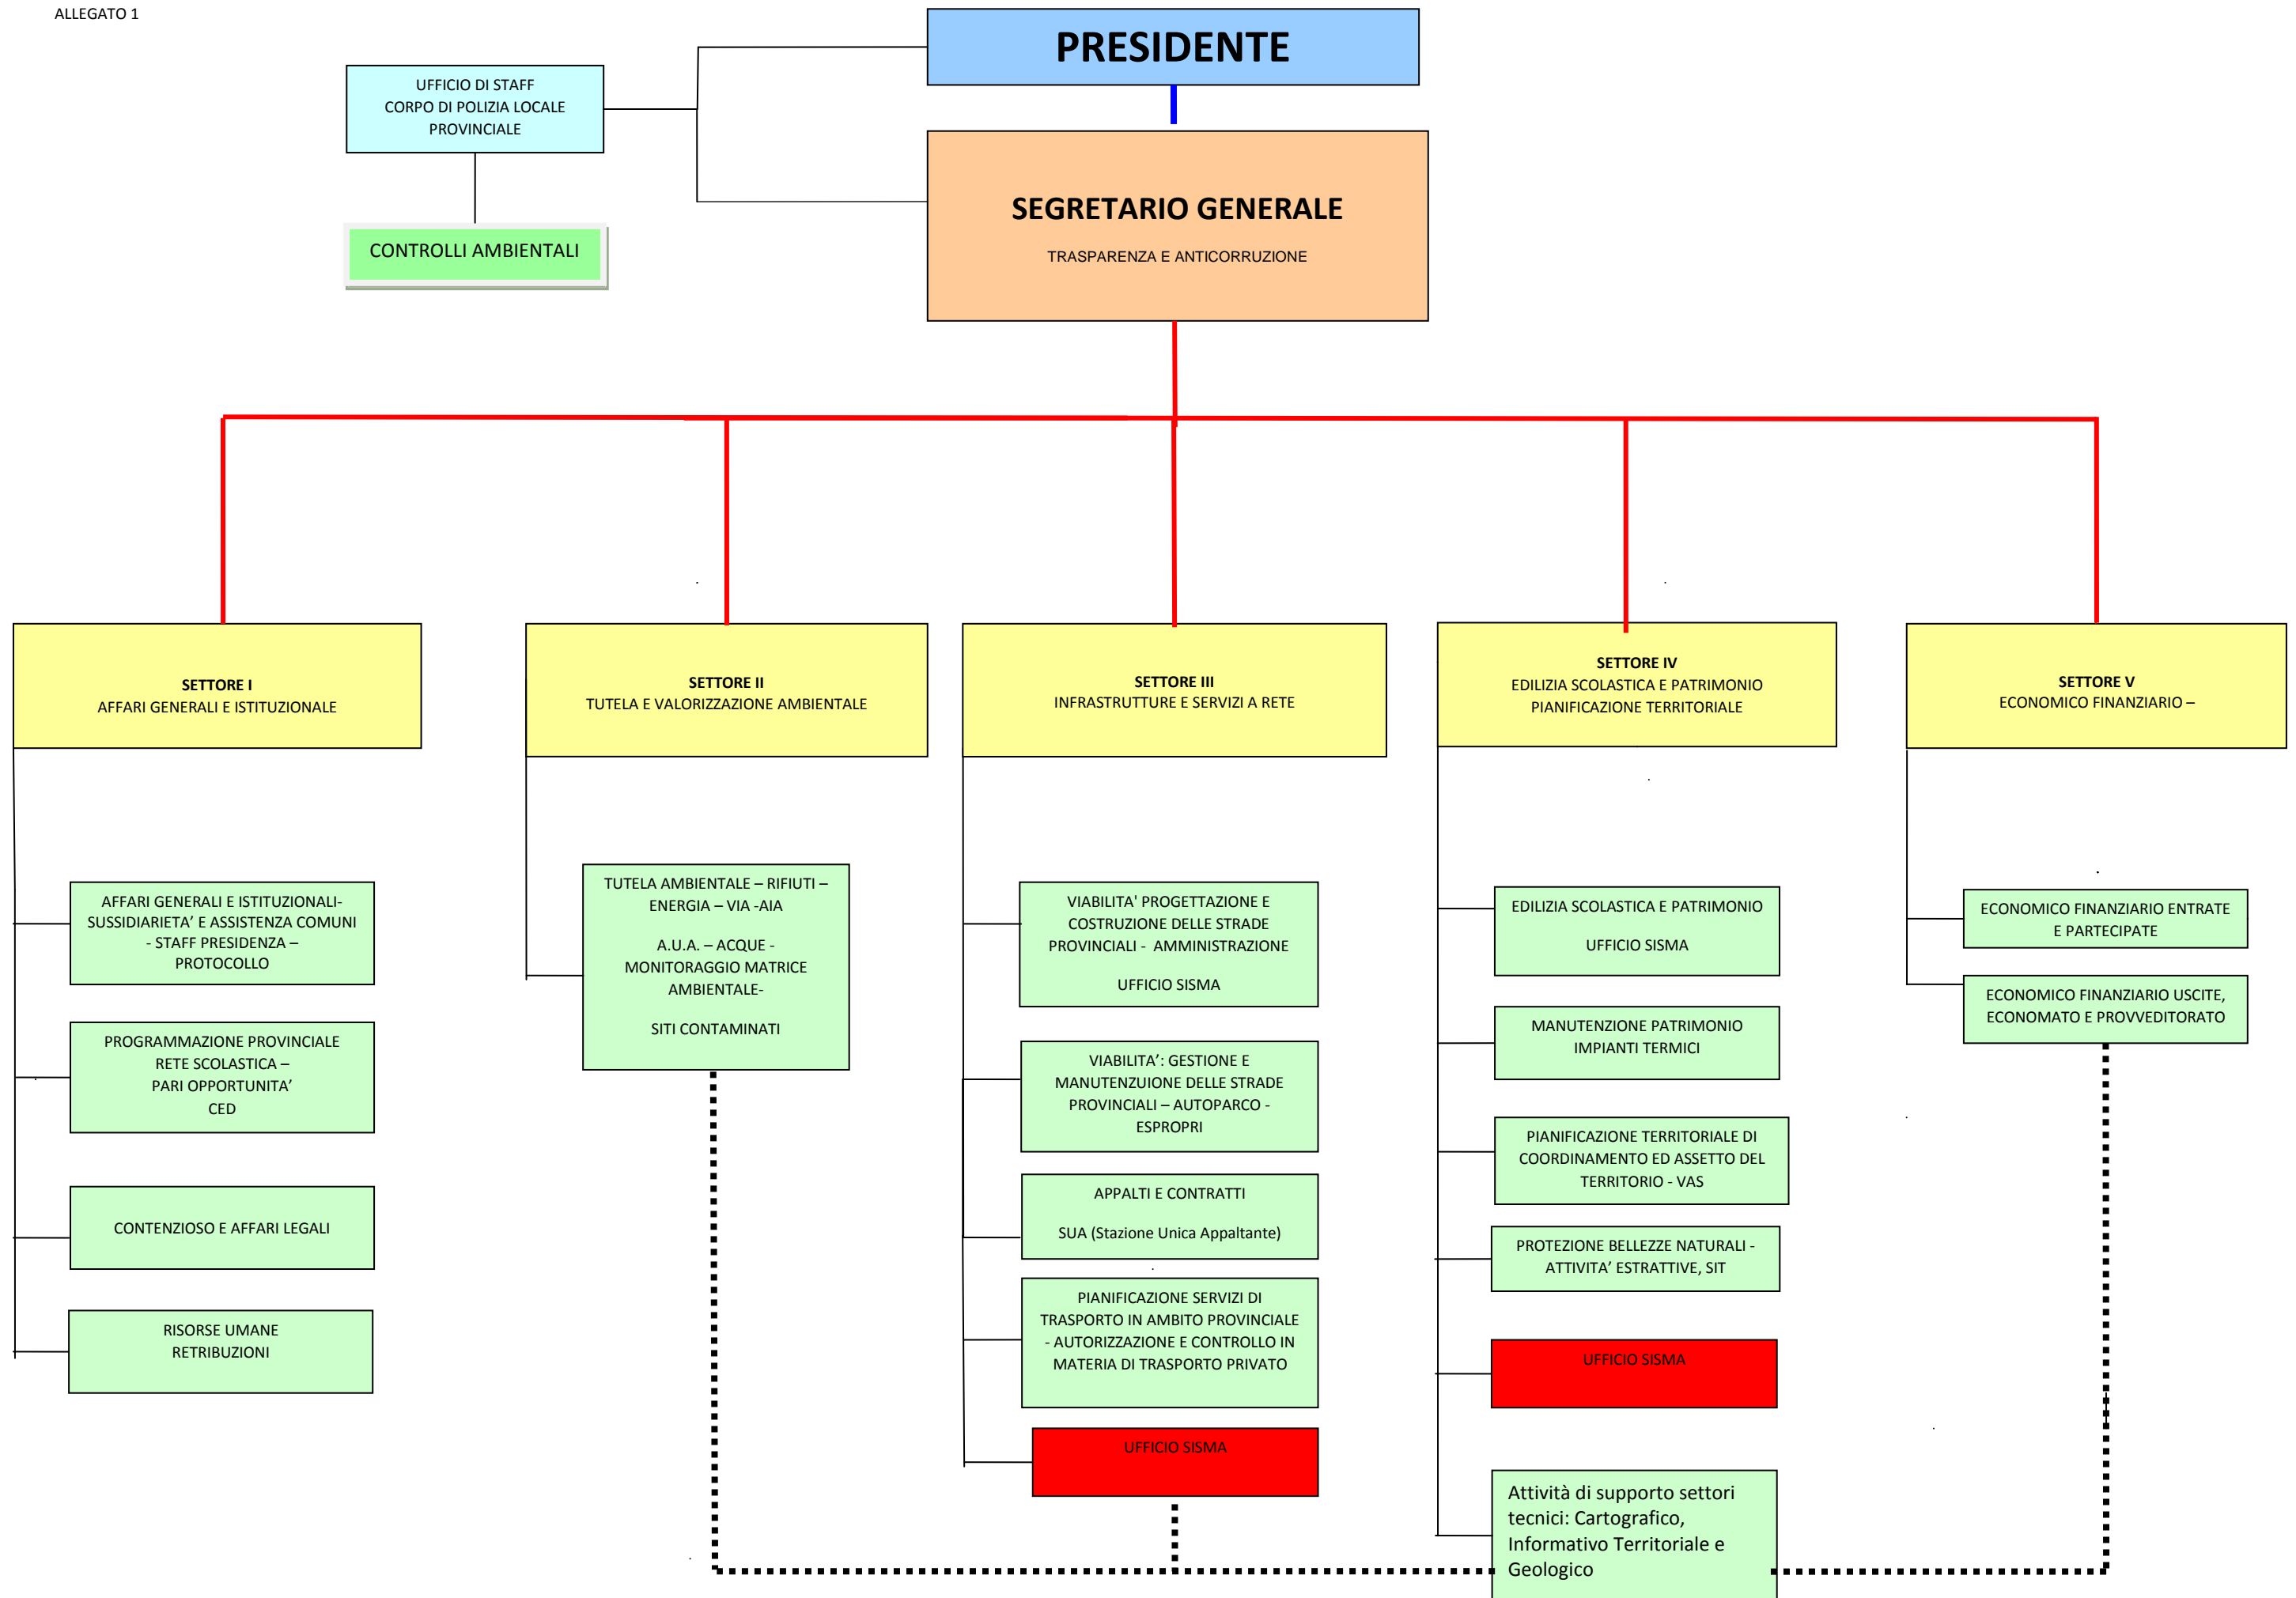 ALLEGATO 1
PRESIDENTE
UFFICIO DI STAFF
CORPO DI POLIZIA LOCALE
PROVINCIALE
SEGRETARIO GENERALE
TRASPARENZA E ANTICORRUZIONE
CONTROLLI AMBIENTALI
SETTORE I
AFFARI GENERALI E ISTITUZIONALE
SETTORE II
TUTELA E VALORIZZAZIONE AMBIENTALE
SETTORE III
INFRASTRUTTURE E SERVIZI A RETE
SETTORE IV
EDILIZIA SCOLASTICA E PATRIMONIO
PIANIFICAZIONE TERRITORIALE
SETTORE V
ECONOMICO FINANZIARIO –
AFFARI GENERALI E ISTITUZIONALI-
SUSSIDIARIETA’ E ASSISTENZA COMUNI
- STAFF PRESIDENZA –
PROTOCOLLO
PROGRAMMAZIONE PROVINCIALE
RETE SCOLASTICA –
PARI OPPORTUNITA’
CED
CONTENZIOSO E AFFARI LEGALI
RISORSE UMANE
RETRIBUZIONI
TUTELA AMBIENTALE – RIFIUTI –
ENERGIA – VIA -AIA
A.U.A. – ACQUE -
MONITORAGGIO MATRICE
AMBIENTALE-
SITI CONTAMINATI
VIABILITA' PROGETTAZIONE E
COSTRUZIONE DELLE STRADE
PROVINCIALI - AMMINISTRAZIONE
UFFICIO SISMA
VIABILITA’: GESTIONE E
MANUTENZUIONE DELLE STRADE
PROVINCIALI – AUTOPARCO -
ESPROPRI
APPALTI E CONTRATTI
SUA (Stazione Unica Appaltante)
PIANIFICAZIONE SERVIZI DI
TRASPORTO IN AMBITO PROVINCIALE
- AUTORIZZAZIONE E CONTROLLO IN
MATERIA DI TRASPORTO PRIVATO
UFFICIO SISMA
EDILIZIA SCOLASTICA E PATRIMONIO
UFFICIO SISMA
MANUTENZIONE PATRIMONIO
IMPIANTI TERMICI
PIANIFICAZIONE TERRITORIALE DI
COORDINAMENTO ED ASSETTO DEL
TERRITORIO - VAS
PROTEZIONE BELLEZZE NATURALI -
ATTIVITA’ ESTRATTIVE, SIT
UFFICIO SISMA
Attività di supporto settori
tecnici: Cartografico,
Informativo Territoriale e
Geologico
ECONOMICO FINANZIARIO ENTRATE
E PARTECIPATE
ECONOMICO FINANZIARIO USCITE,
ECONOMATO E PROVVEDITORATO